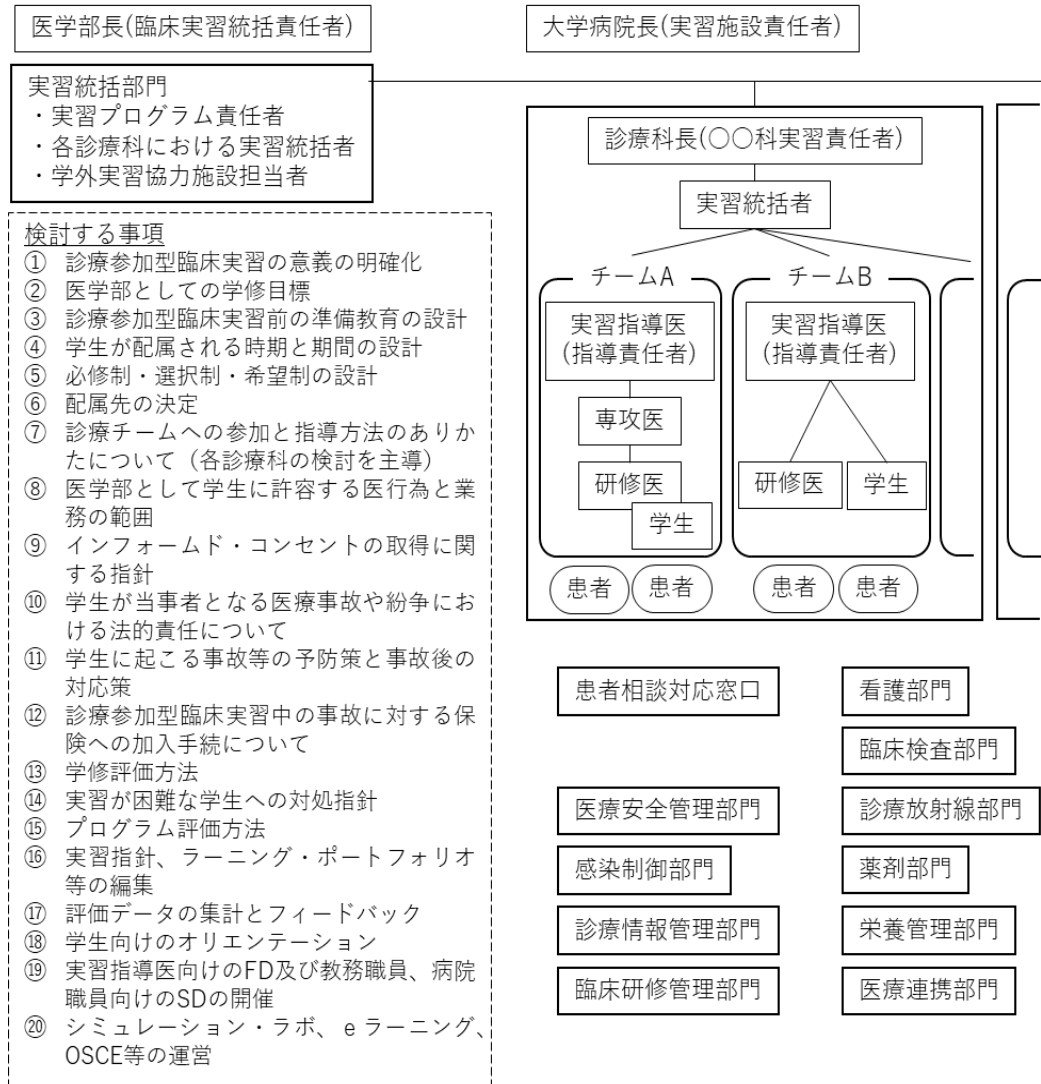 医学部長(臨床実習統括責任者)
大学病院長(実習施設責任者)
実習統括部門
・実習プログラム責任者
・各診療科における実習統括者
・学外実習協力施設担当者
検討する事項
① 診療参加型臨床実習の意義の明確化
② 医学部としての学修目標
③ 診療参加型臨床実習前の準備教育の設計
④ 学生が配属される時期と期間の設計
⑤ 必修制・選択制・希望制の設計
⑥ 配属先の決定
⑦ 診療チームへの参加と指導方法のありか
たについて（各診療科の検討を主導）
⑧ 医学部として学生に許容する医行為と業
務の範囲
⑨ インフォームド・コンセントの取得に関
する指針
⑩ 学生が当事者となる医療事故や紛争にお
ける法的責任について
⑪ 学生に起こる事故等の予防策と事故後の
対応策
⑫ 診療参加型臨床実習中の事故に対する保
険への加入手続について
⑬ 学修評価方法
⑭ 実習が困難な学生への対処指針
⑮ プログラム評価方法
⑯ 実習指針、ラーニング・ポートフォリオ
等の編集
⑰ 評価データの集計とフィードバック
⑱ 学生向けのオリエンテーション
⑲ 実習指導医向けのFD及び教務職員、病院
職員向けのSDの開催
⑳ シミュレーション・ラボ、eラーニング、
OSCE等の運営
診療科長(○○科実習責任者)
実習統括者
チームA
実習指導医
(指導責任者)
専攻医
研修医
学生
患者
患者
チームB
実習指導医
(指導責任者)
研修医
学生
患者
患者
患者相談対応窓口
看護部門
臨床検査部門
医療安全管理部門
診療放射線部門
感染制御部門
薬剤部門
診療情報管理部門
栄養管理部門
臨床研修管理部門
医療連携部門